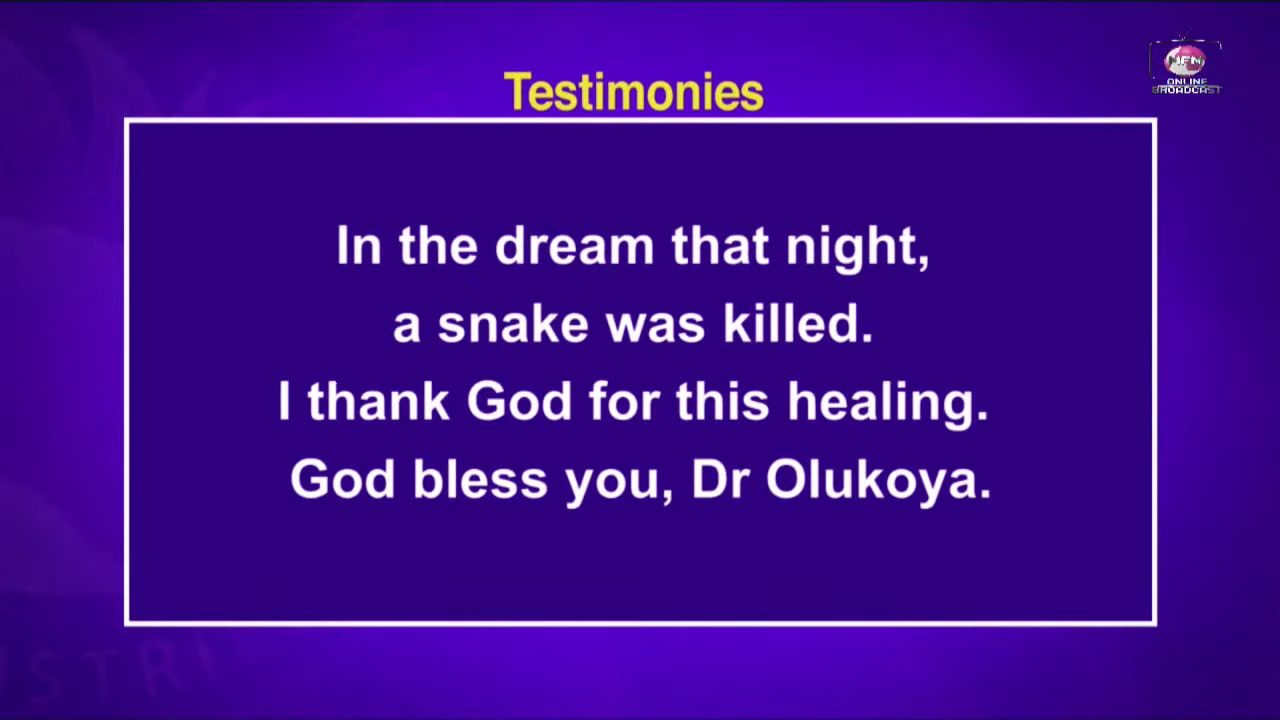 Testimonies
MFM
ONLINE
BROADCAST
In the dream that night,
a snake was killed.
I thank God for this healing.
God bless you, Dr Olukoya.